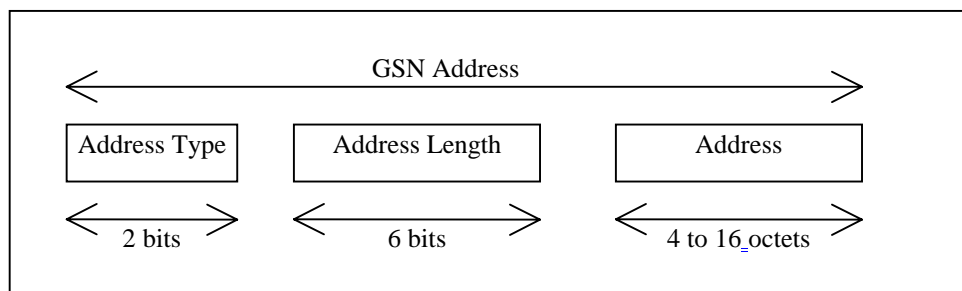 GSN Address
Address Type Address Length Address
2 bits 6 bits 4 to 16 octets